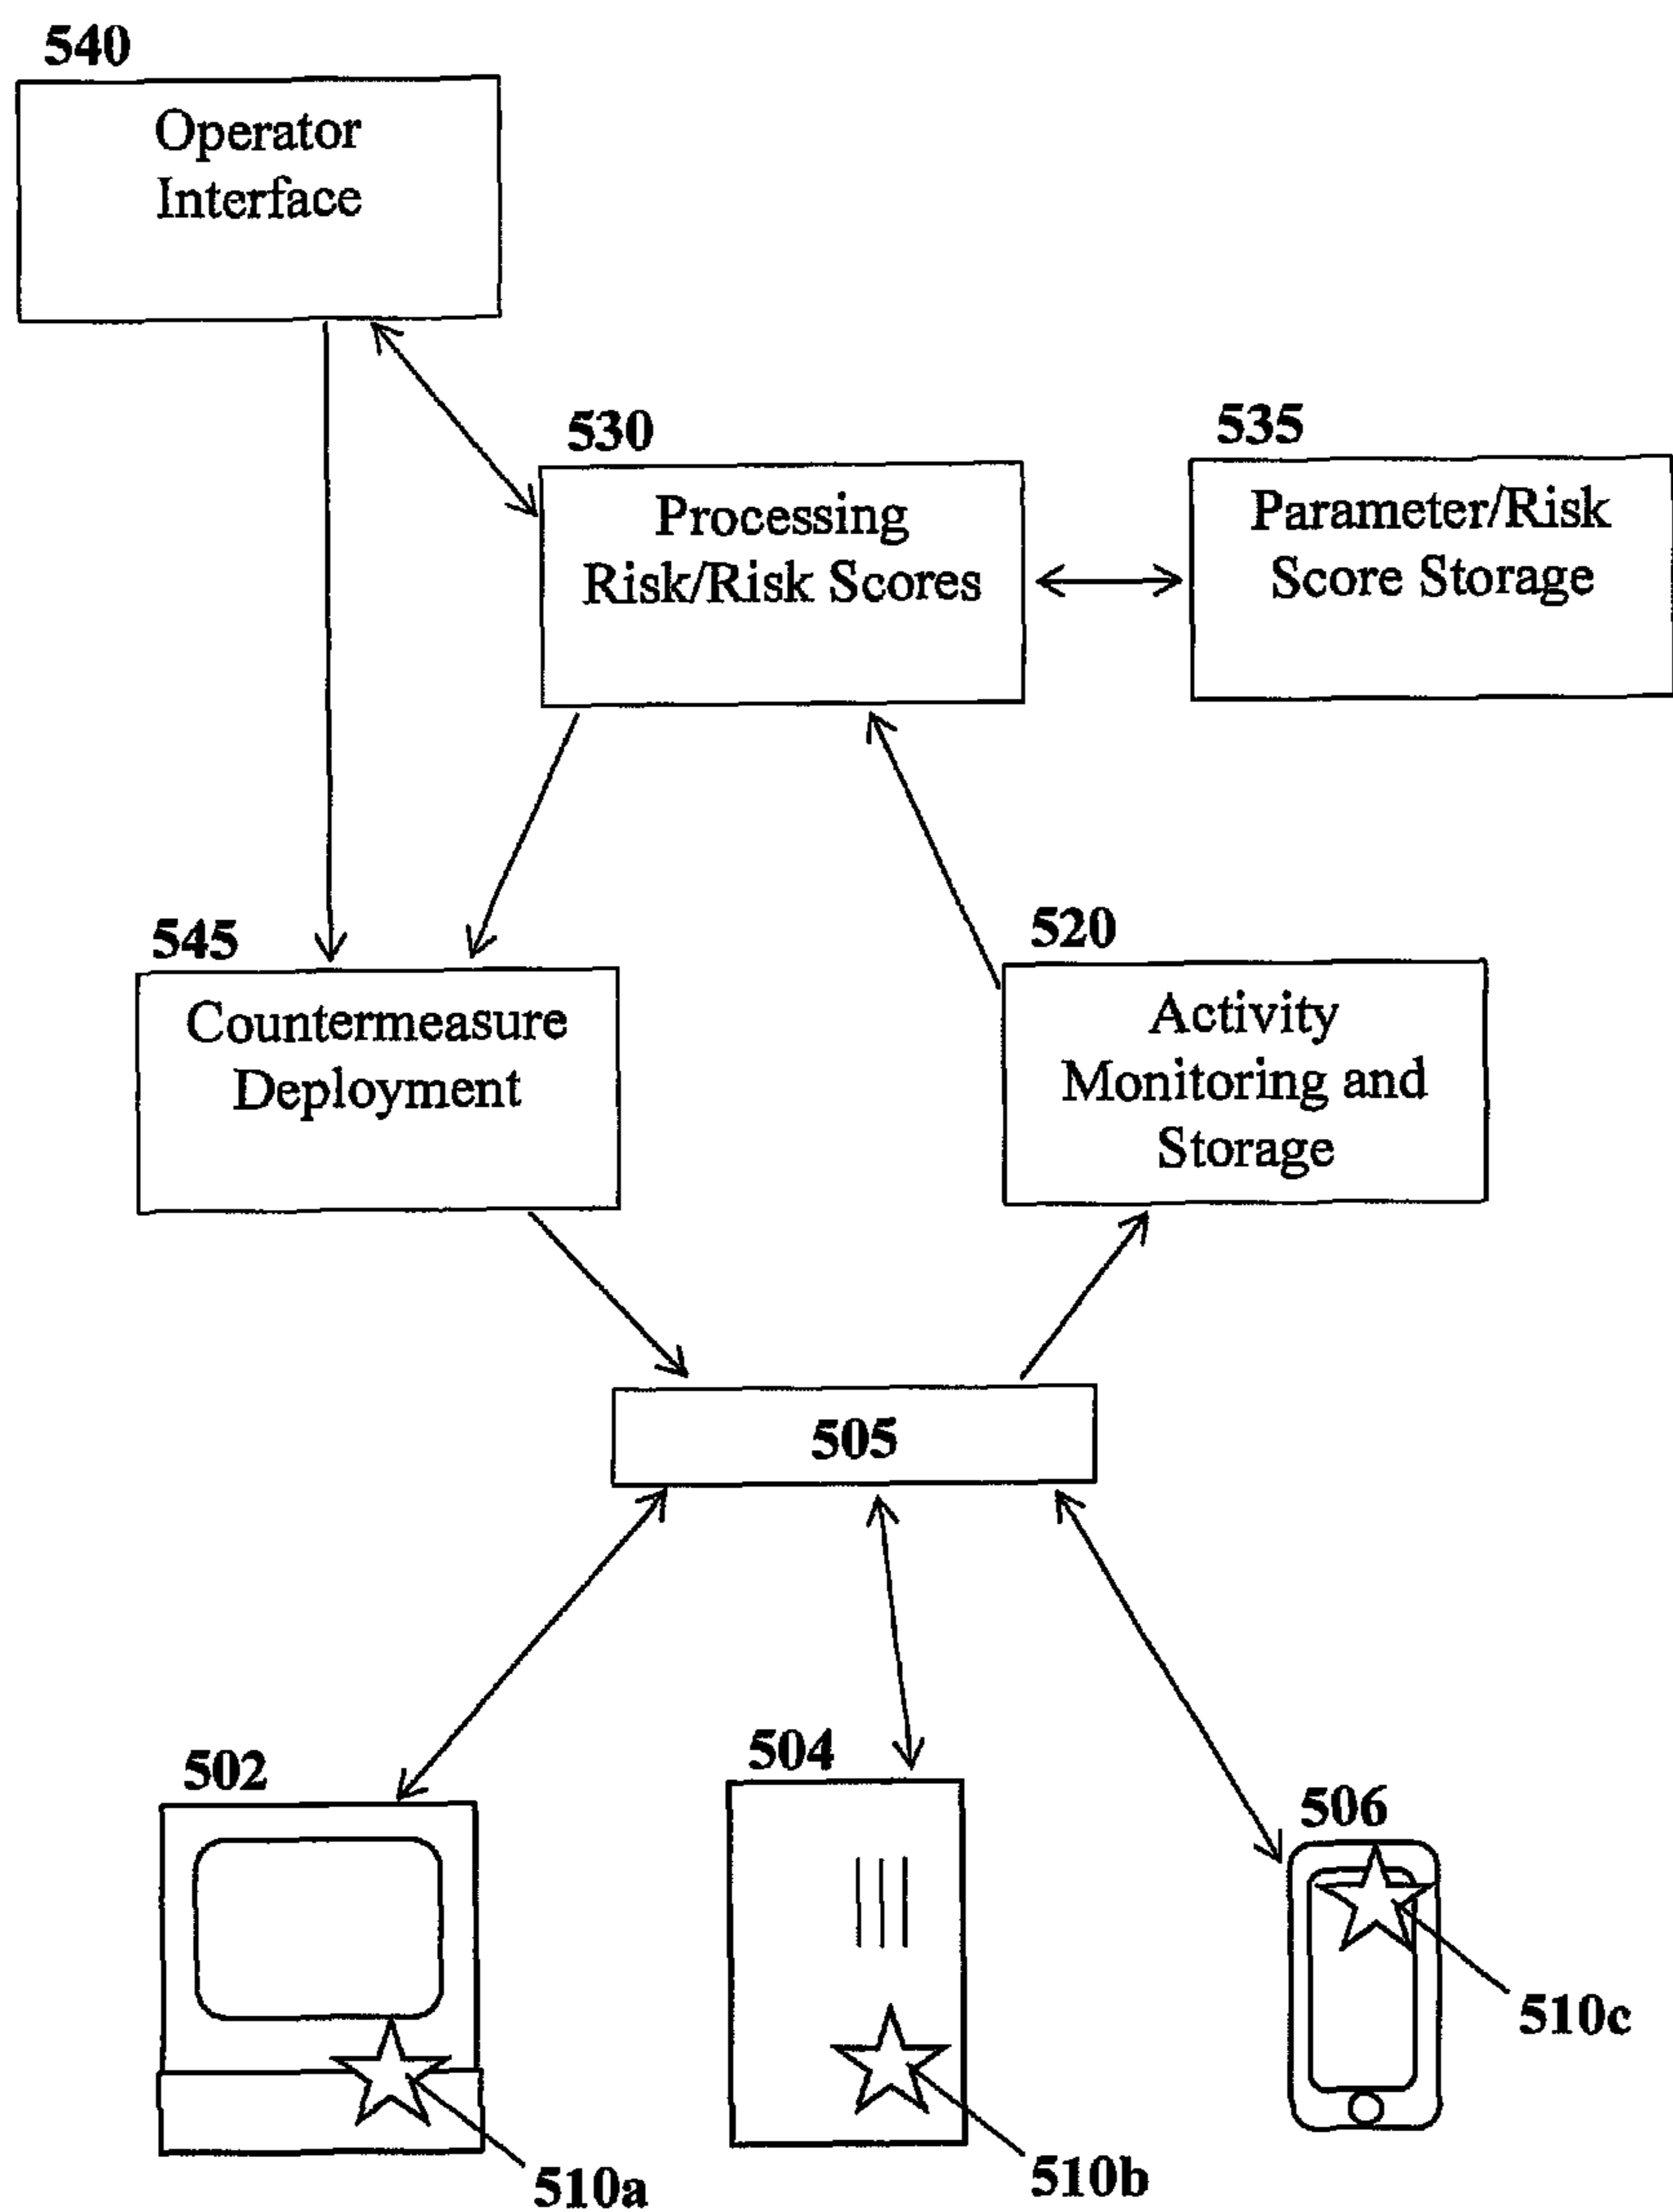 540
Operator
Interface
530
Processing
Risk/Risk Scores
535
Parameter/Risk
Score Storage
545
Countermeasure
Deployment
520
Activity
Monitoring and
Storage
505
502
504
506
510a
510b
510c